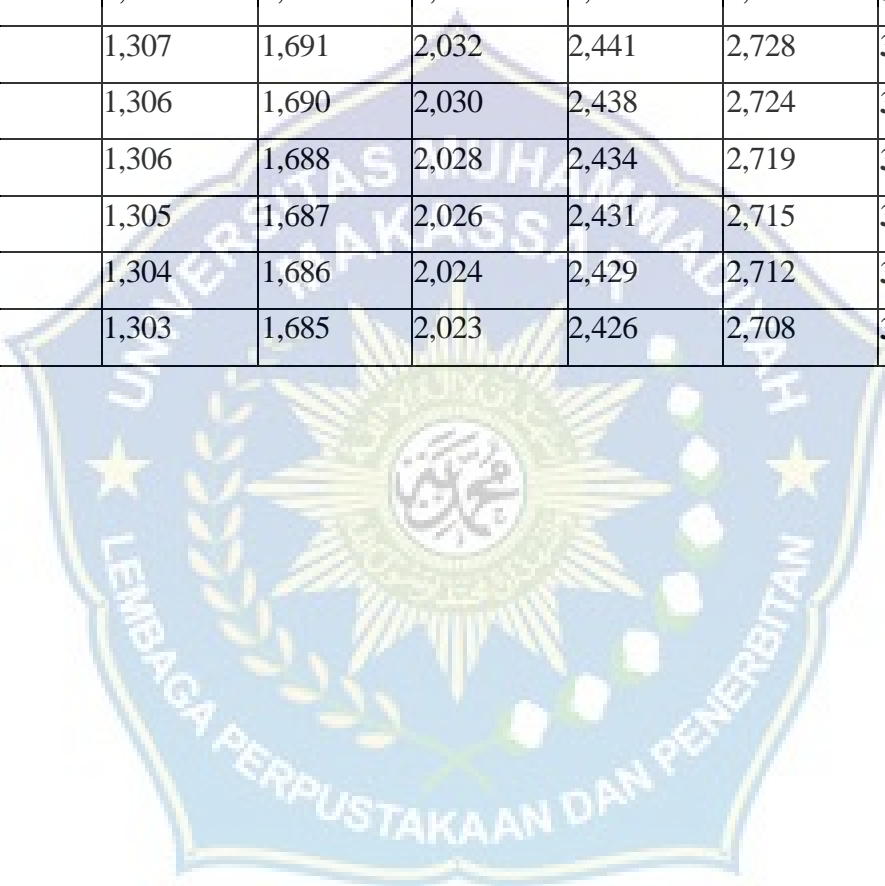 1,307 1,691 2,032 2,441 2,728
1,306 1,690 2,030 2,438 2,724
1,306 1,688 2,028 2,434 2,719
1,305 1,687 2,026 2,431 2,715
1,304 1,686 2,024 2,429 2,712
1,303 1,685 2,023 2,426 2,708
UNIVERSITAS MUHAMMADIYAH
MAKASSAR
LEMBAGA PERPUSTAKAAN DAN PENERBITAN